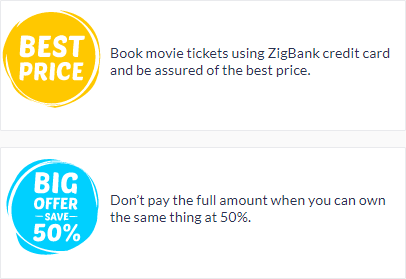 BEST
PRICE
Book movie tickets using ZigBank credit card
and be assured of the best price.
BIG
OFFER
–SAVE–
50%
Don't pay the full amount when you can own
the same thing at 50%.